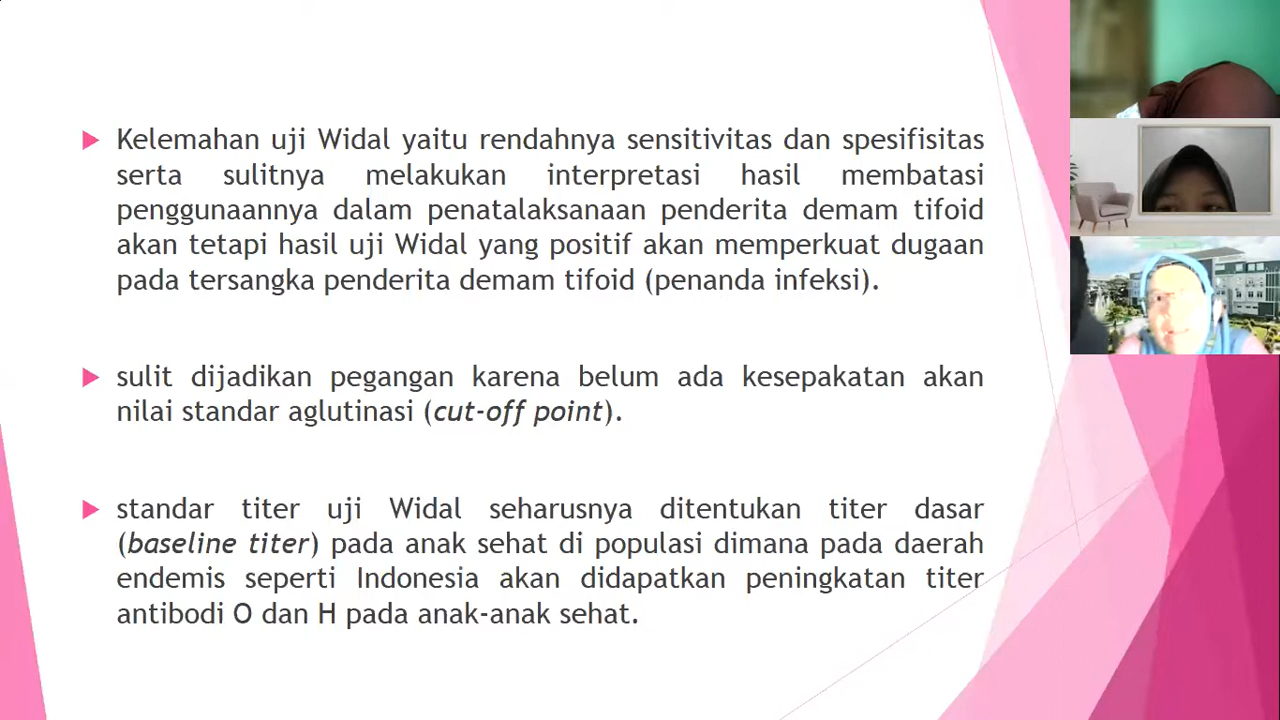 Kelemahan uji Widal yaitu rendahnya sensitivitas dan spesifisitas
serta sulitnya melakukan interpretasi hasil membatasi
penggunaannya dalam penatalaksanaan penderita demam tifoid
akan tetapi hasil uji Widal yang positif akan memperkuat dugaan
pada tersangka penderita demam tifoid (penanda infeksi).
sulit dijadikan pegangan karena belum ada kesepakatan akan
nilai standar aglutinasi (cut-off point).
standar titer uji Widal seharusnya ditentukan titer dasar
(baseline titer) pada anak sehat di populasi dimana pada daerah
endemis seperti Indonesia akan didapatkan peningkatan titer
antibodi O dan H pada anak-anak sehat.